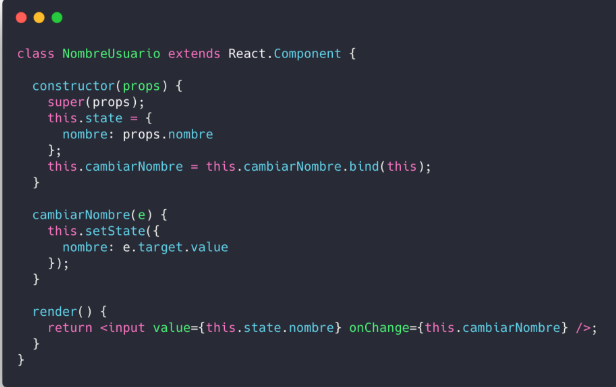 class NombreUsuario extends React.Component {
constructor(props) {
super(props);
this.state = {
nombre: props.nombre
};
this.cambiarNombre = this.cambiarNombre.bind(this);
}
cambiarNombre(e) {
this.setState({
nombre: e.target.value
});
}
render() {
return <input value={this.state.nombre} onChange={this.cambiarNombre} />;
}
}